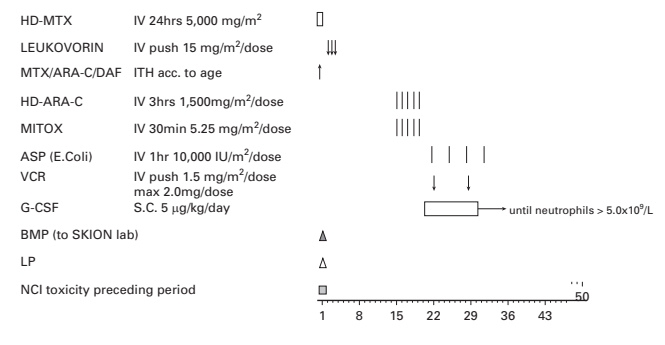 HD-MTX IV 24hrs 5,000 mg/m²
LEUKOVORIN IV push 15 mg/m²/dose
MTX/ARA-C/DAF ITH acc. to age
HD-ARA-C IV 3hrs 1,500mg/m²/dose
MITOX IV 30min 5.25 mg/m²/dose
ASP (E.Coli) IV 1hr 10,000 IU/m²/dose
VCR IV push 1.5 mg/m²/dose
max 2.0mg/dose
G-CSF S.C. 5 µg/kg/day until neutrophils > 5.0x10⁹/L
BMP (to SKION lab)
LP
NCI toxicity preceding period
50
1 8 15 22 29 36 43